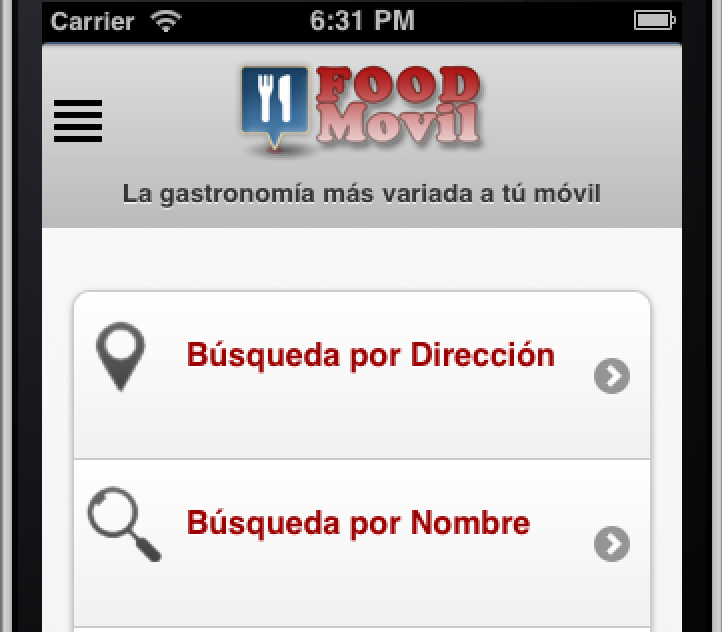 Carrier 6:31 PM
FOOD
Movil
La gastronomía más variada a tú móvil
Búsqueda por Dirección
Búsqueda por Nombre